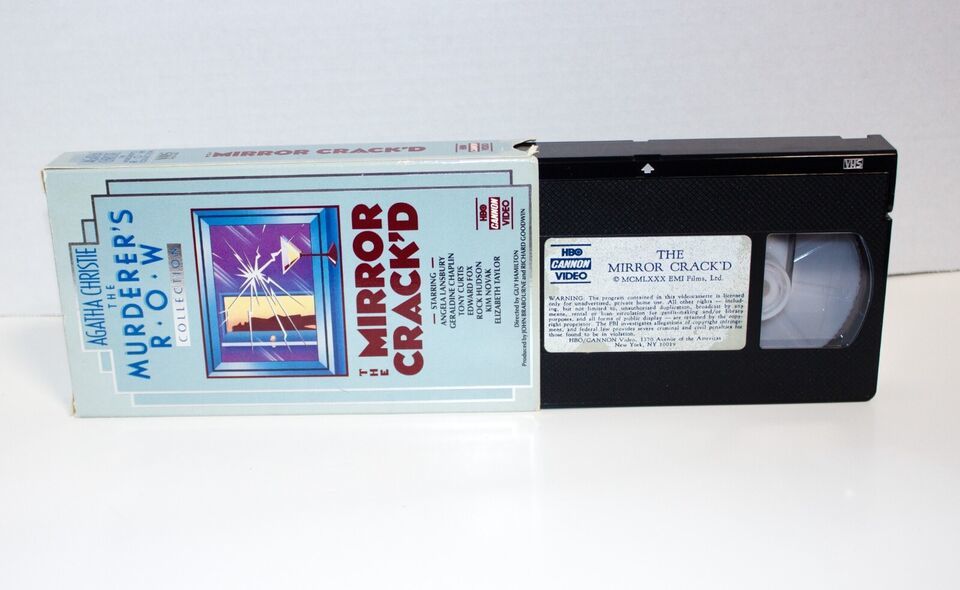 THE MIRROR CRACK'D
HBO
CANNON
VIDEO
AGATHA CHRISTIE
THE
MURDERER'S
R·O·W
COLLECTION
THE MIRROR
CRACK'D
— STARRING —
ANGELA LANSBURY
GERALDINE CHAPLIN
TONY CURTIS
EDWARD FOX
ROCK HUDSON
KIM NOVAK
ELIZABETH TAYLOR
Directed by GUY HAMILTON
Produced by JOHN BRABOURNE and RICHARD GOODWIN
HBO
CANNON
VIDEO
VHS
HBO
CANNON
VIDEO
THE
MIRROR CRACK'D
© MCMLXXX EMI Films, Ltd.
WARNING: The program contained in this videocassette is licensed
only for unauthorized, private home use. All other rights — includ-
ing, but not limited to, unauthorized duplication, broadcast by any
means, rental or loan circulation for profit-making and/or library
purposes, and all forms of public display — are retained by the copy-
right proprietor. The FBI investigates allegations of copyright infringe-
ment, and federal law provides severe criminal and civil penalties for
those found to be in violation.
HBO/CANNON Video, 1370 Avenue of the Americas
New York, NY 10019